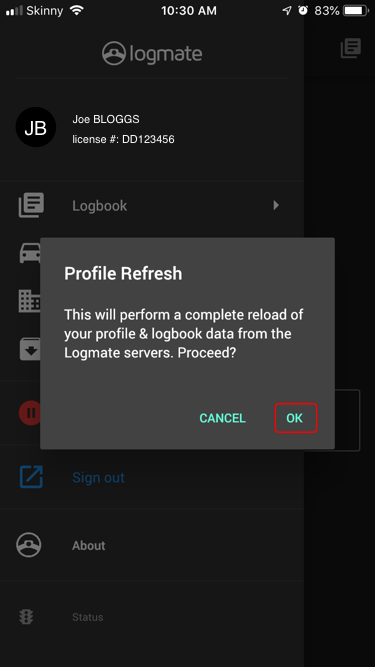 Skinny 10:30 AM 83%
logmate
JB
Joe BLOGGS
license #: DD123456
Logbook
Profile Refresh
This will perform a complete reload of
your profile & logbook data from the
Logmate servers. Proceed?
CANCEL OK
Sign out
About
Status